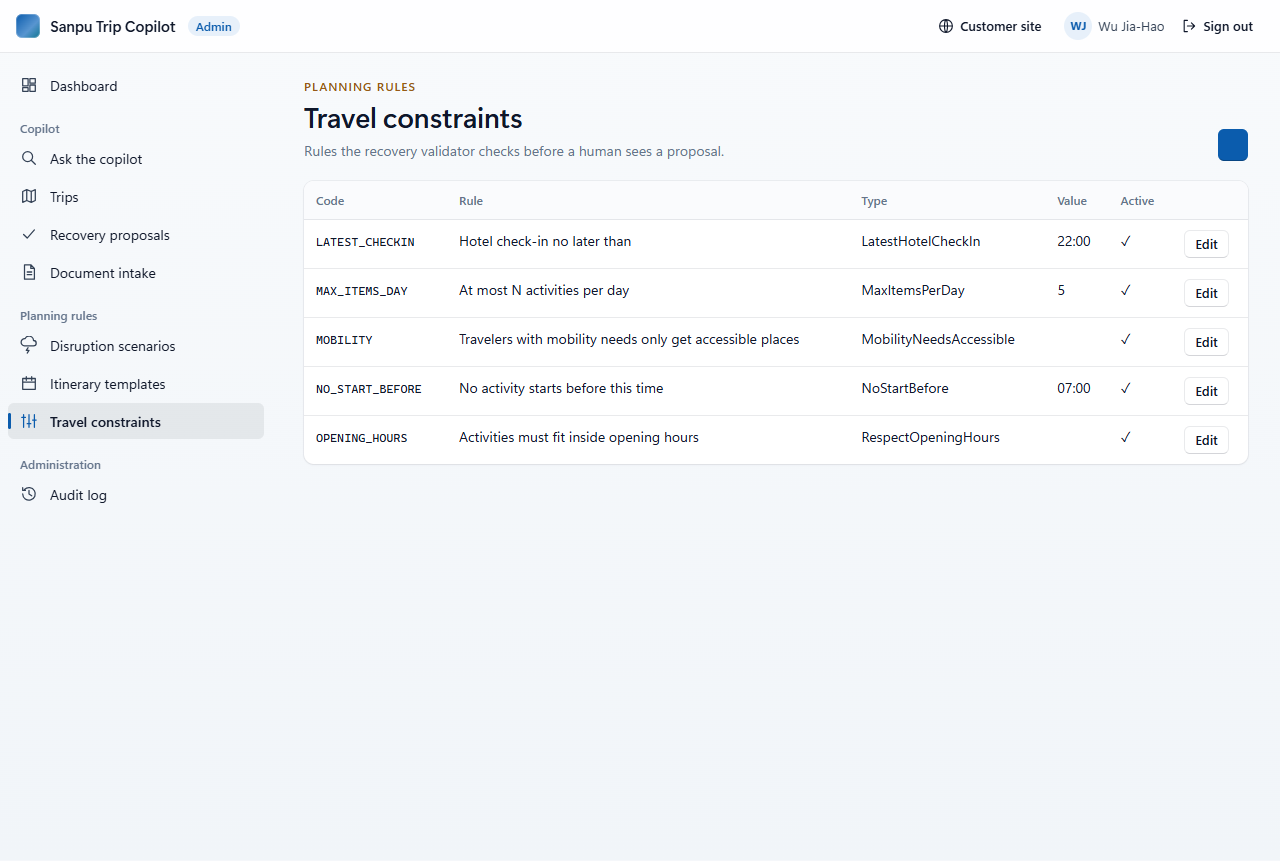 Sanpu Trip Copilot Admin Customer site WJ Wu Jia-Hao Sign out
Dashboard
Copilot
Ask the copilot
Trips
Recovery proposals
Document intake
Planning rules
Disruption scenarios
Itinerary templates
Travel constraints
Administration
Audit log
PLANNING RULES
Travel constraints
Rules the recovery validator checks before a human sees a proposal.
Code Rule Type Value Active
LATEST_CHECKIN Hotel check-in no later than LatestHotelCheckIn 22:00 ✓ Edit
MAX_ITEMS_DAY At most N activities per day MaxItemsPerDay 5 ✓ Edit
MOBILITY Travelers with mobility needs only get accessible places MobilityNeedsAccessible ✓ Edit
NO_START_BEFORE No activity starts before this time NoStartBefore 07:00 ✓ Edit
OPENING_HOURS Activities must fit inside opening hours RespectOpeningHours ✓ Edit